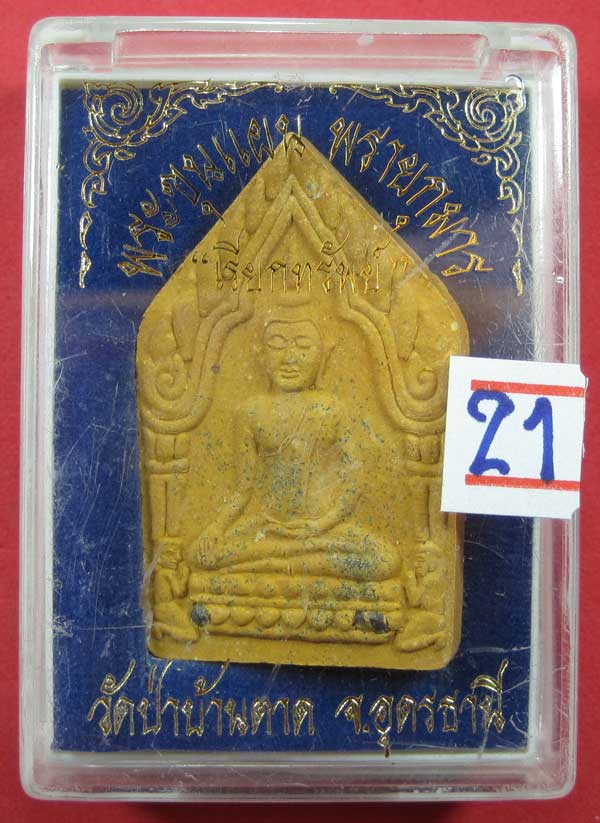 พระขุนแผน พรายกุมาร
“เรียกทรัพย์”
21
วัดป่าบ้านตาด จ.อุดรธานี